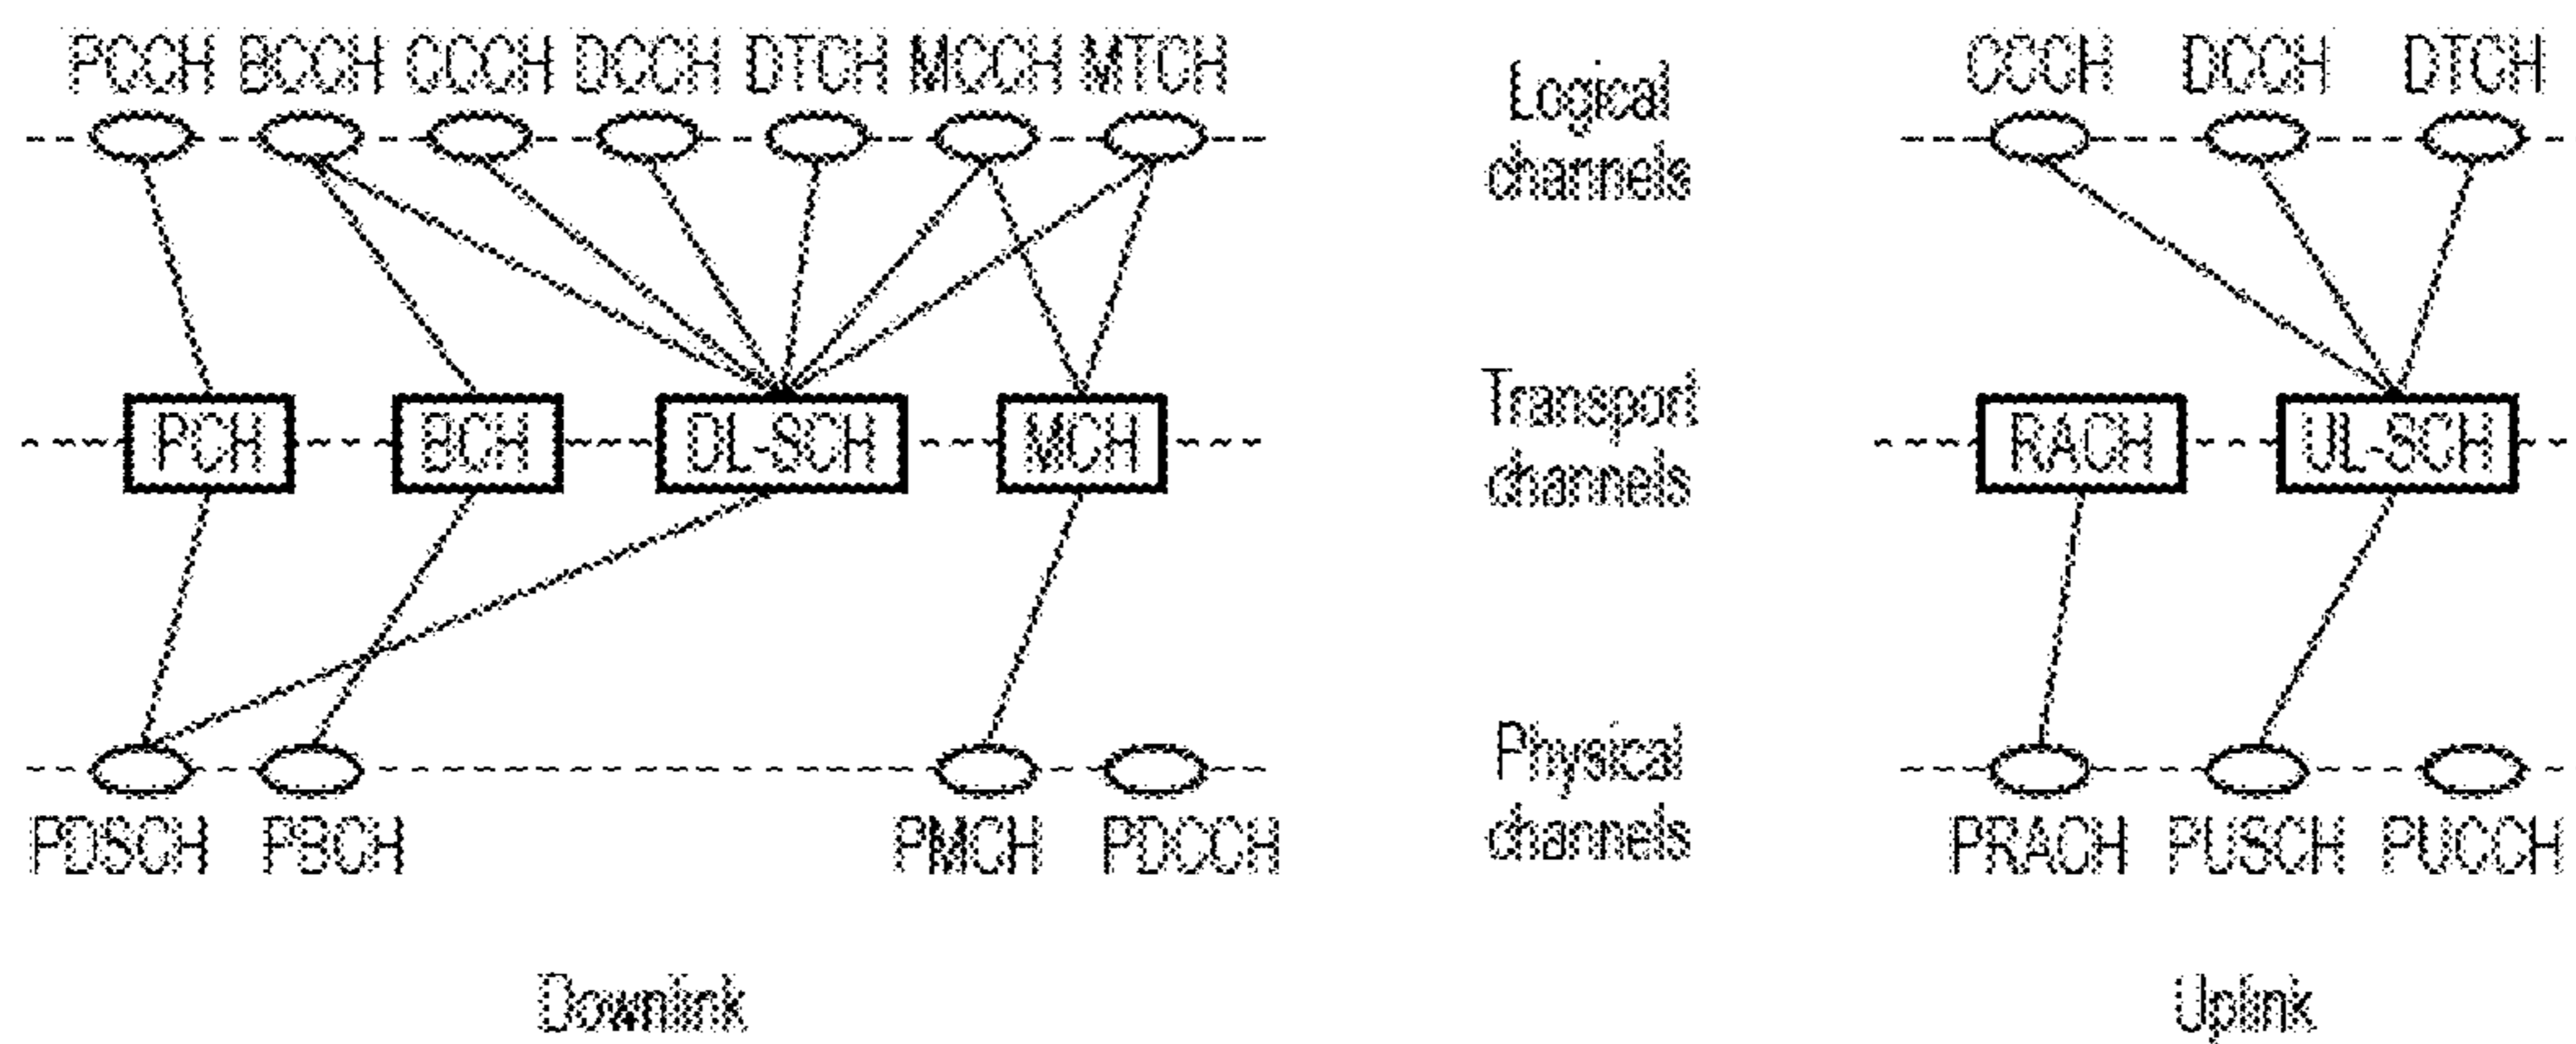 PCCH BCCH CCCH DCCH DTCH MCCH MTCH
Logical
channels
CCCH DCCH DTCH
PCH BCH DL-SCH MCH
Transport
channels
RACH UL-SCH
PDSCH PBCH PMCH PDCCH
Physical
channels
PRACH PUSCH PUCCH
Downlink
Uplink